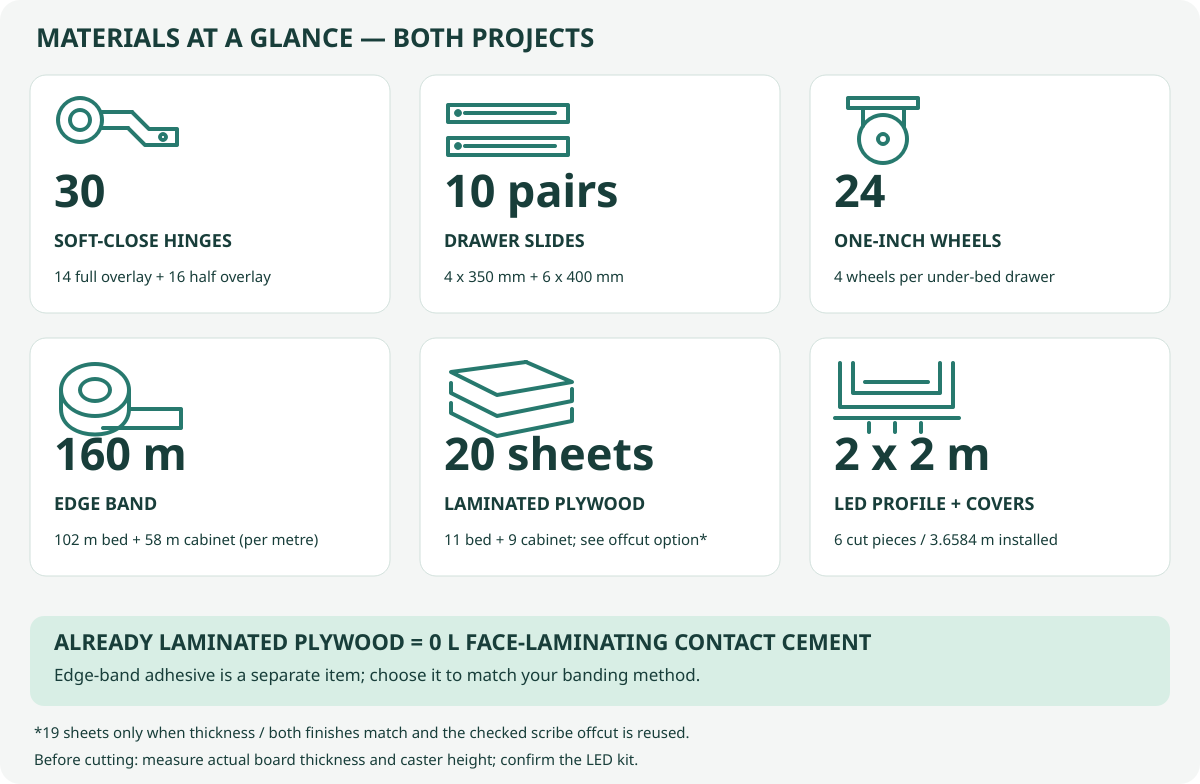 MATERIALS AT A GLANCE — BOTH PROJECTS
30
SOFT-CLOSE HINGES
14 full overlay + 16 half overlay
10 pairs
DRAWER SLIDES
4 x 350 mm + 6 x 400 mm
24
ONE-INCH WHEELS
4 wheels per under-bed drawer
160 m
EDGE BAND
102 m bed + 58 m cabinet (per metre)
20 sheets
LAMINATED PLYWOOD
11 bed + 9 cabinet; see offcut option*
2 x 2 m
LED PROFILE + COVERS
6 cut pieces / 3.6584 m installed
ALREADY LAMINATED PLYWOOD = 0 L FACE-LAMINATING CONTACT CEMENT
Edge-band adhesive is a separate item; choose it to match your banding method.
*19 sheets only when thickness / both finishes match and the checked scribe offcut is reused.
Before cutting: measure actual board thickness and caster height; confirm the LED kit.